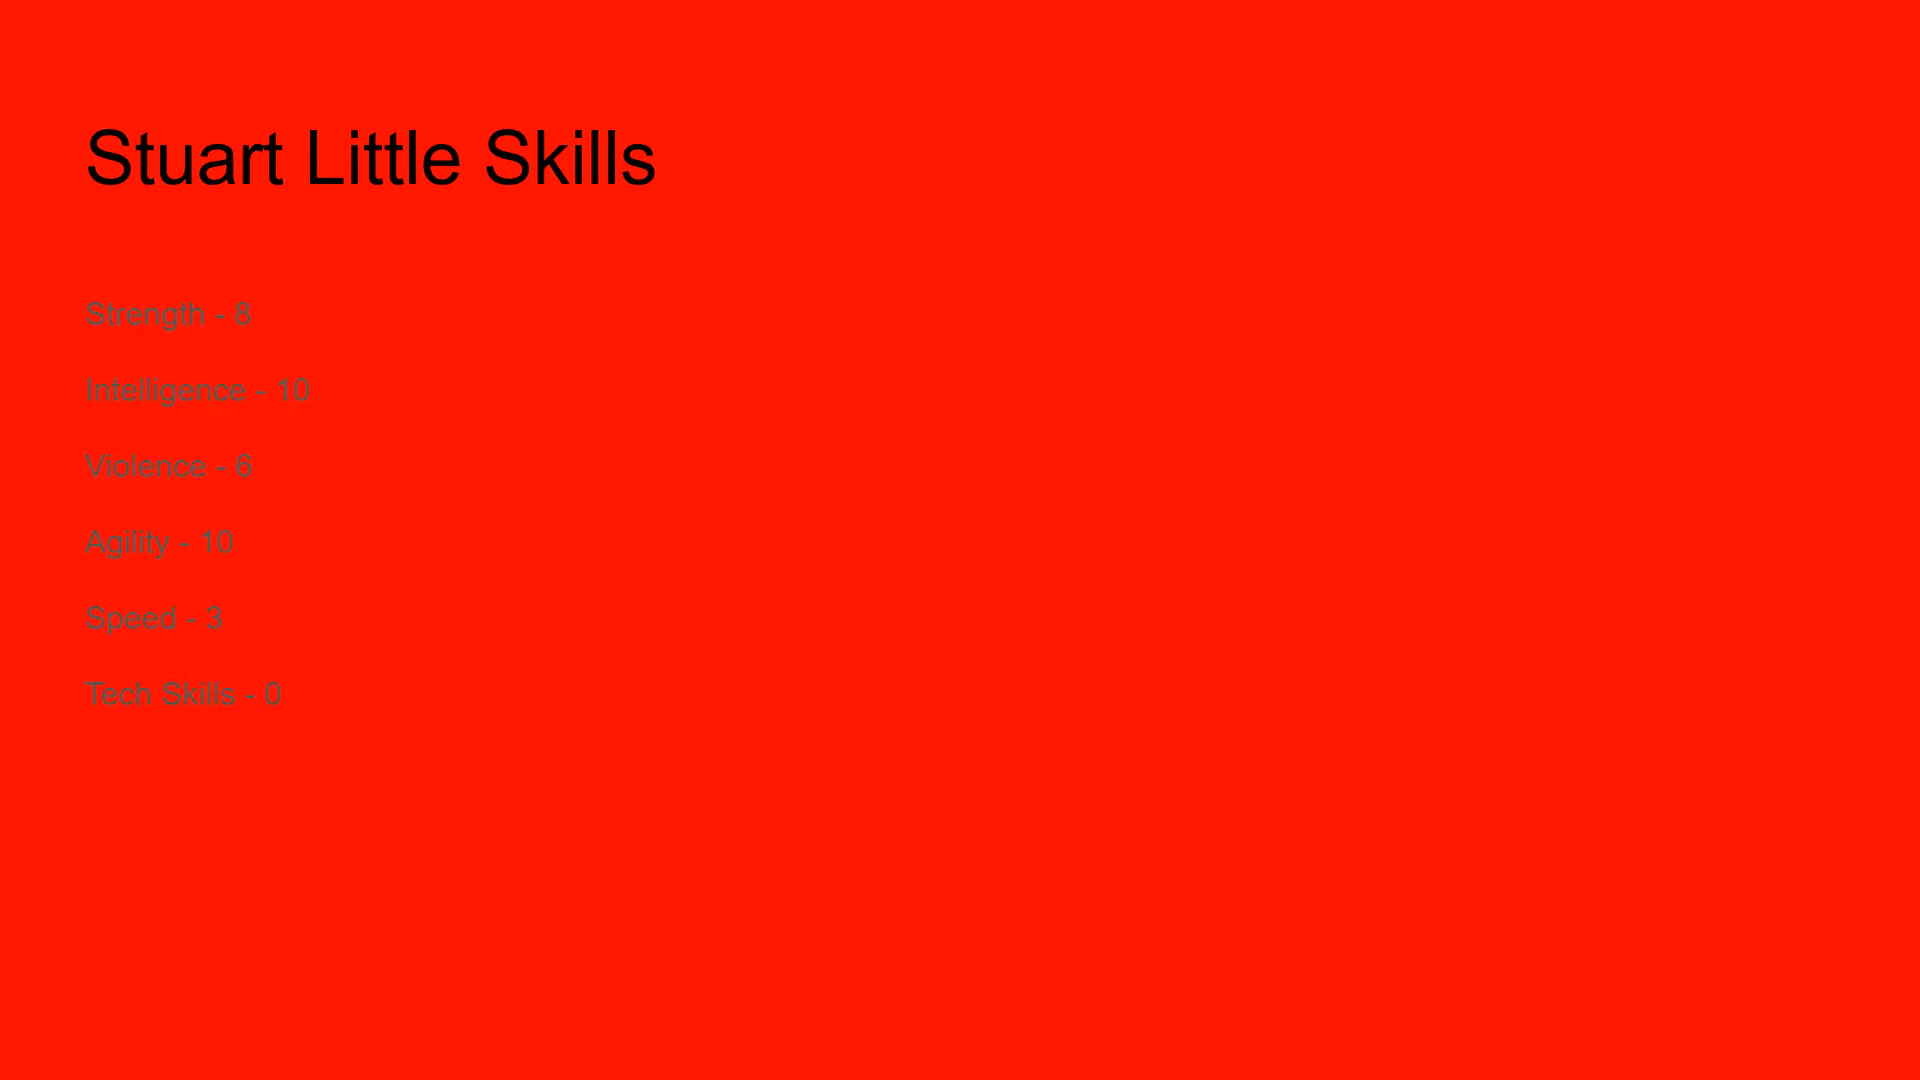 Stuart Little Skills
Strength - 8
Intelligence - 10
Violence - 6
Agility - 10
Speed - 3
Tech Skills - 0